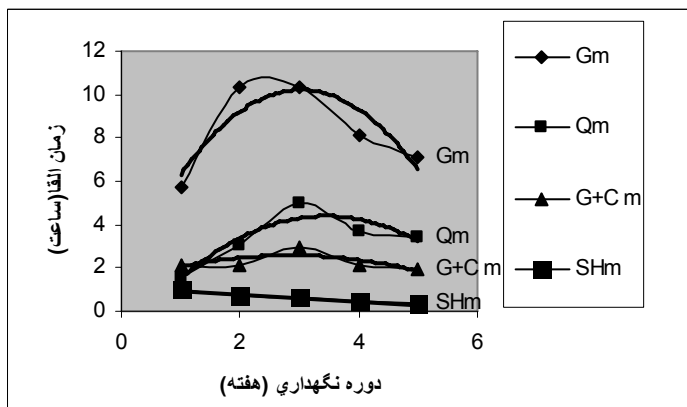 12
10
8
6
4
2
0
زمان القا(ساعت)
Gm
Qm
G+C m
SHm
0 2 4 6
دوره نگهداري (هفته)
Gm
Qm
G+C m
SHm